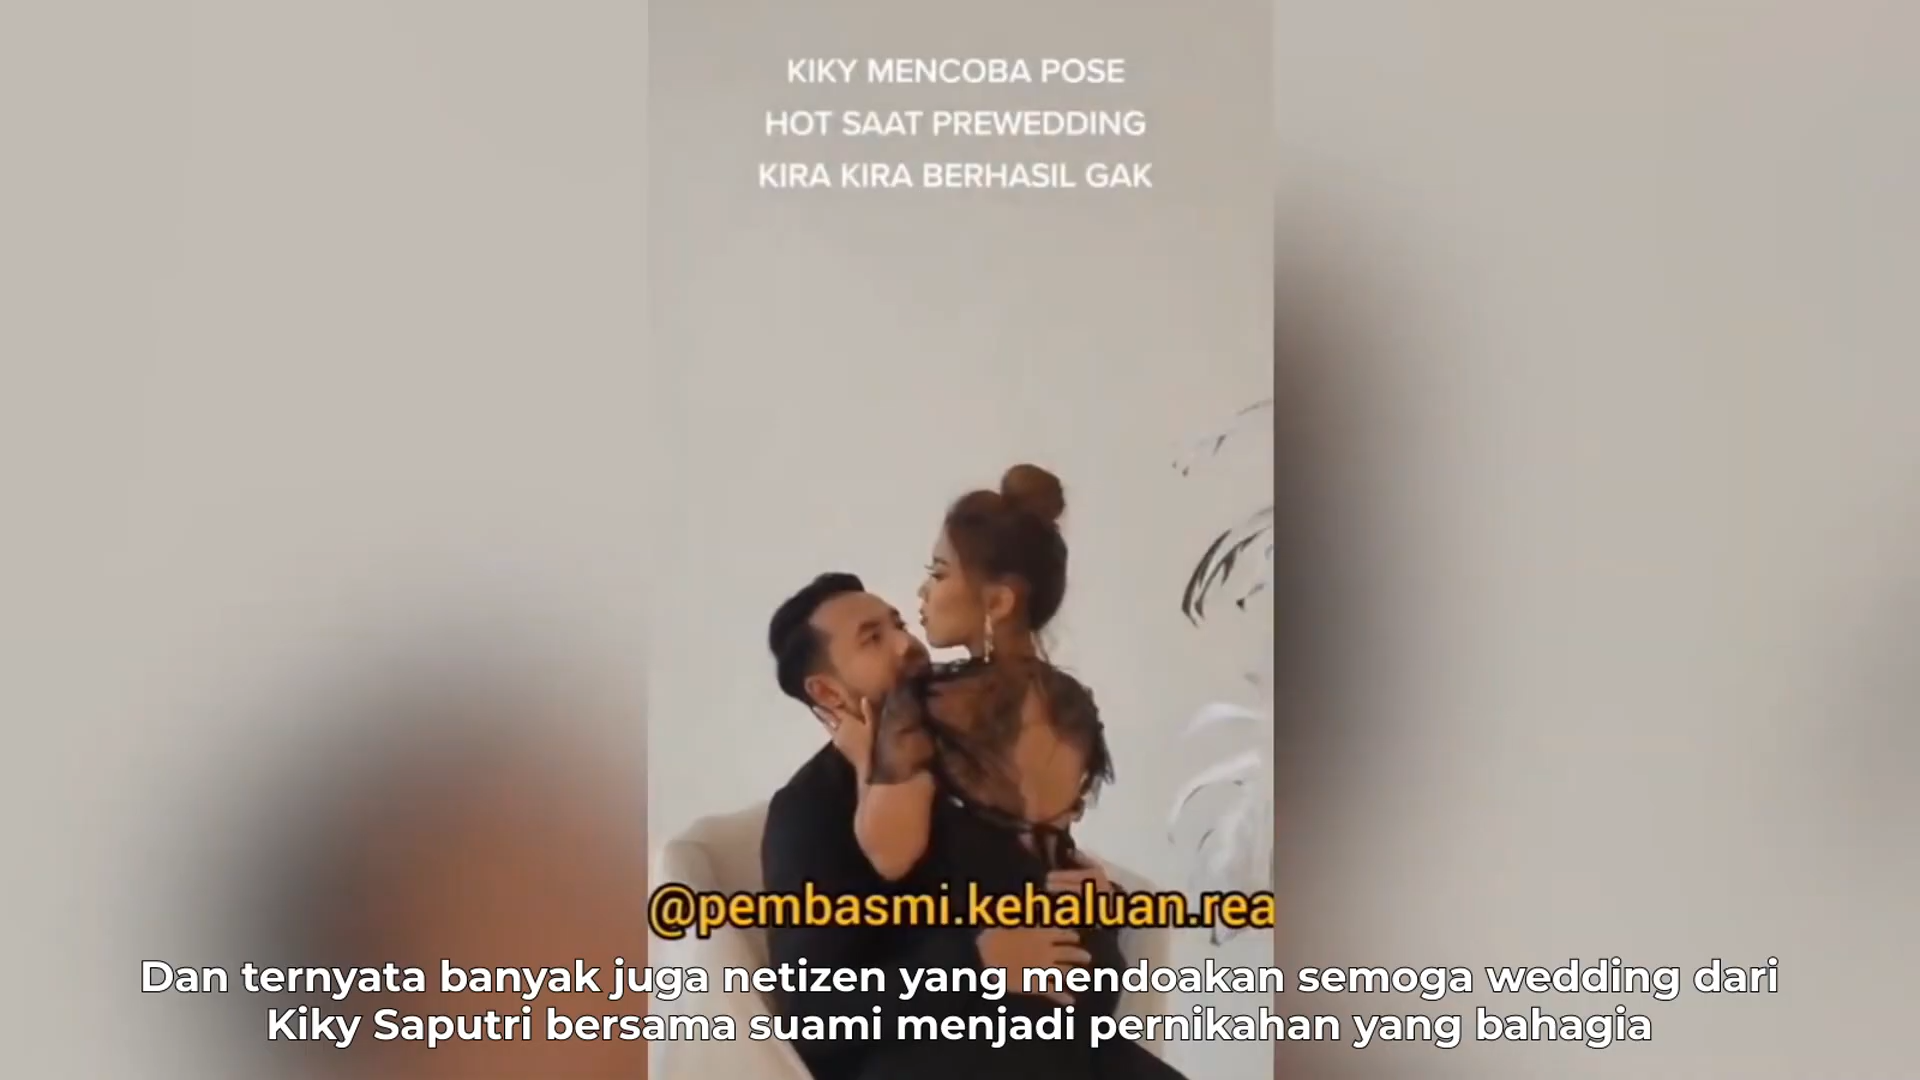 KIKY MENCOBA POSE
HOT SAAT PREWEDDING
KIRA KIRA BERHASIL GAK
@pembasmi.kehaluan.rea
Dan ternyata banyak juga netizen yang mendoakan semoga wedding dari
Kiky Saputri bersama suami menjadi pernikahan yang bahagia